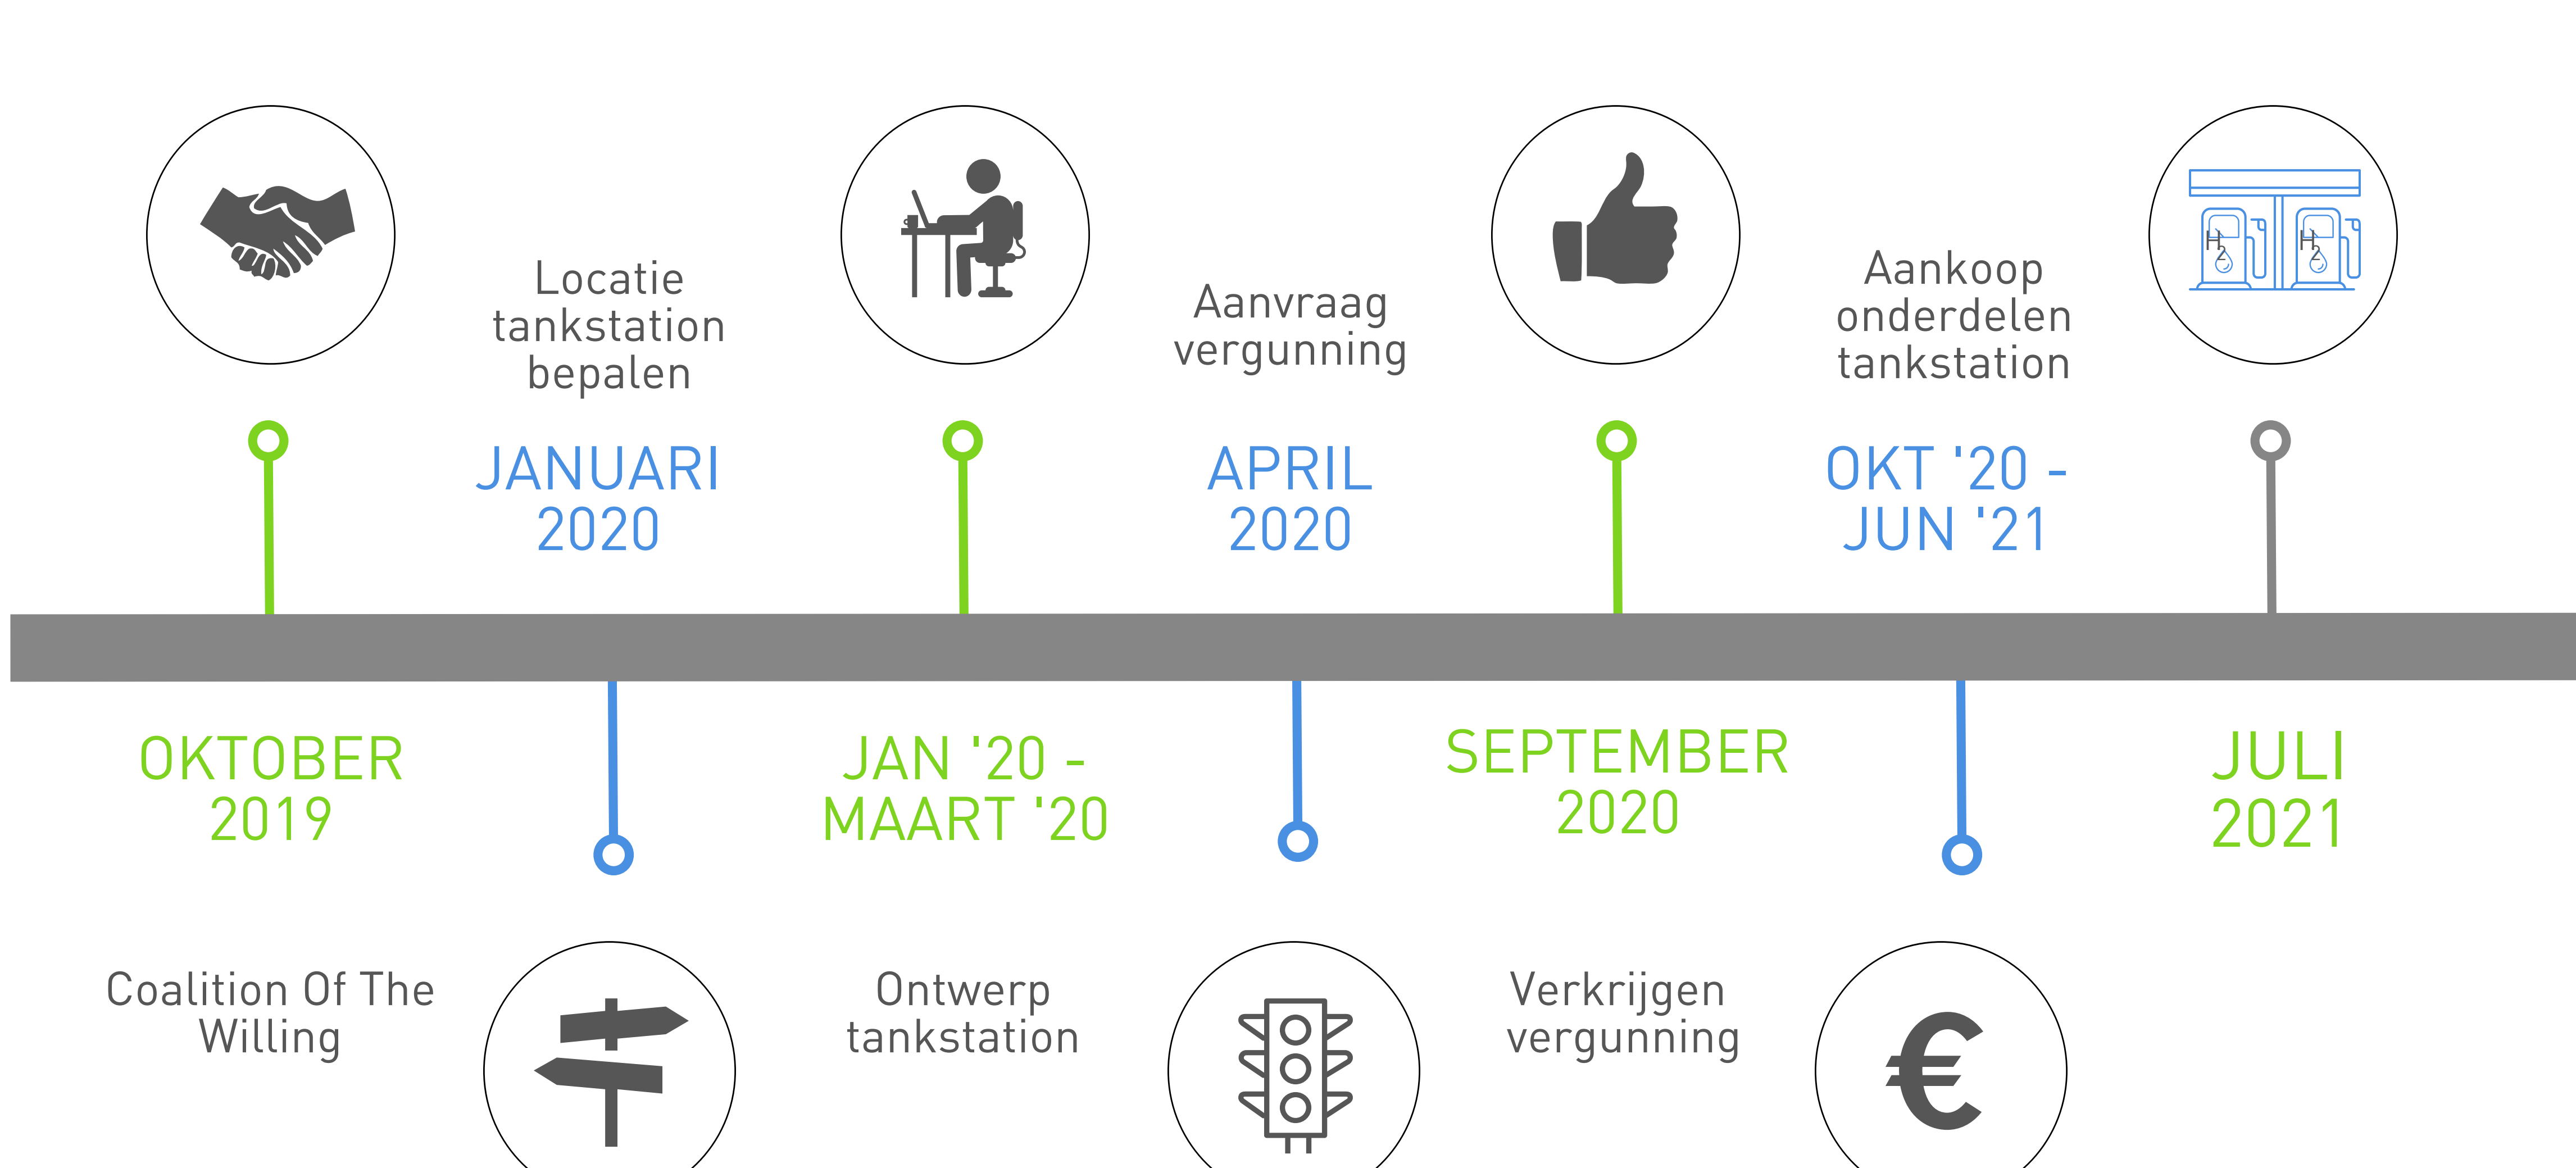 Locatie
tankstation
bepalen
JANUARI
2020
Aanvraag
vergunning
APRIL
2020
Aankoop
onderdelen
tankstation
OKT '20 -
JUN '21
H2
H2
OKTOBER
2019
Coalition Of The
Willing
JAN '20 -
MAART '20
Ontwerp
tankstation
SEPTEMBER
2020
Verkrijgen
vergunning
€
JULI
2021